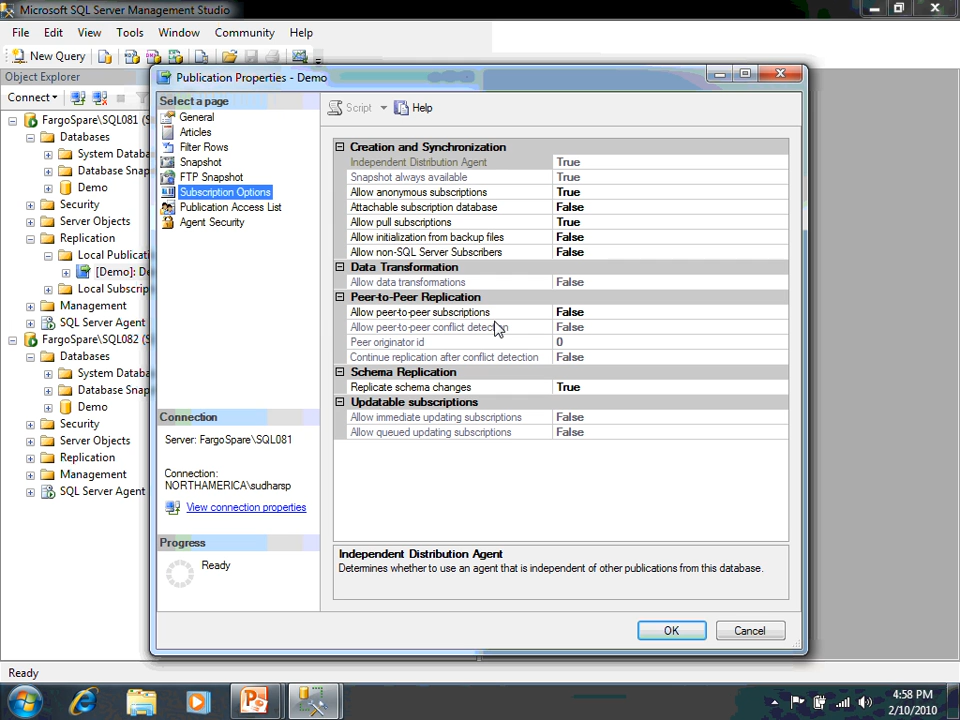 Microsoft SQL Server Management Studio
File Edit View Tools Window Community Help
New Query
Object Explorer
Connect
FargoSpare\SQL081 (S
Databases
System Databa
Database Snap
Demo
Security
Server Objects
Replication
Local Publicati
[Demo]: De
Local Subscrip
Management
SQL Server Agent
FargoSpare\SQL082 (S
Databases
System Databa
Database Snap
Demo
Security
Server Objects
Replication
Management
SQL Server Agent
Publication Properties - Demo
Select a page
General
Articles
Filter Rows
Snapshot
FTP Snapshot
Subscription Options
Publication Access List
Agent Security
Connection
Server: FargoSpare\SQL081
Connection:
NORTHAMERICA\sudharsp
View connection properties
Progress
Ready
Script Help
Creation and Synchronization
Independent Distribution Agent True
Snapshot always available True
Allow anonymous subscriptions True
Attachable subscription database False
Allow pull subscriptions True
Allow initialization from backup files False
Allow non-SQL Server Subscribers False
Data Transformation
Allow data transformations False
Peer-to-Peer Replication
Allow peer-to-peer subscriptions False
Allow peer-to-peer conflict detection False
Peer originator id 0
Continue replication after conflict detection False
Schema Replication
Replicate schema changes True
Updatable subscriptions
Allow immediate updating subscriptions False
Allow queued updating subscriptions False
Independent Distribution Agent
Determines whether to use an agent that is independent of other publications from this database.
OK Cancel
Ready
4:58 PM
2/10/2010